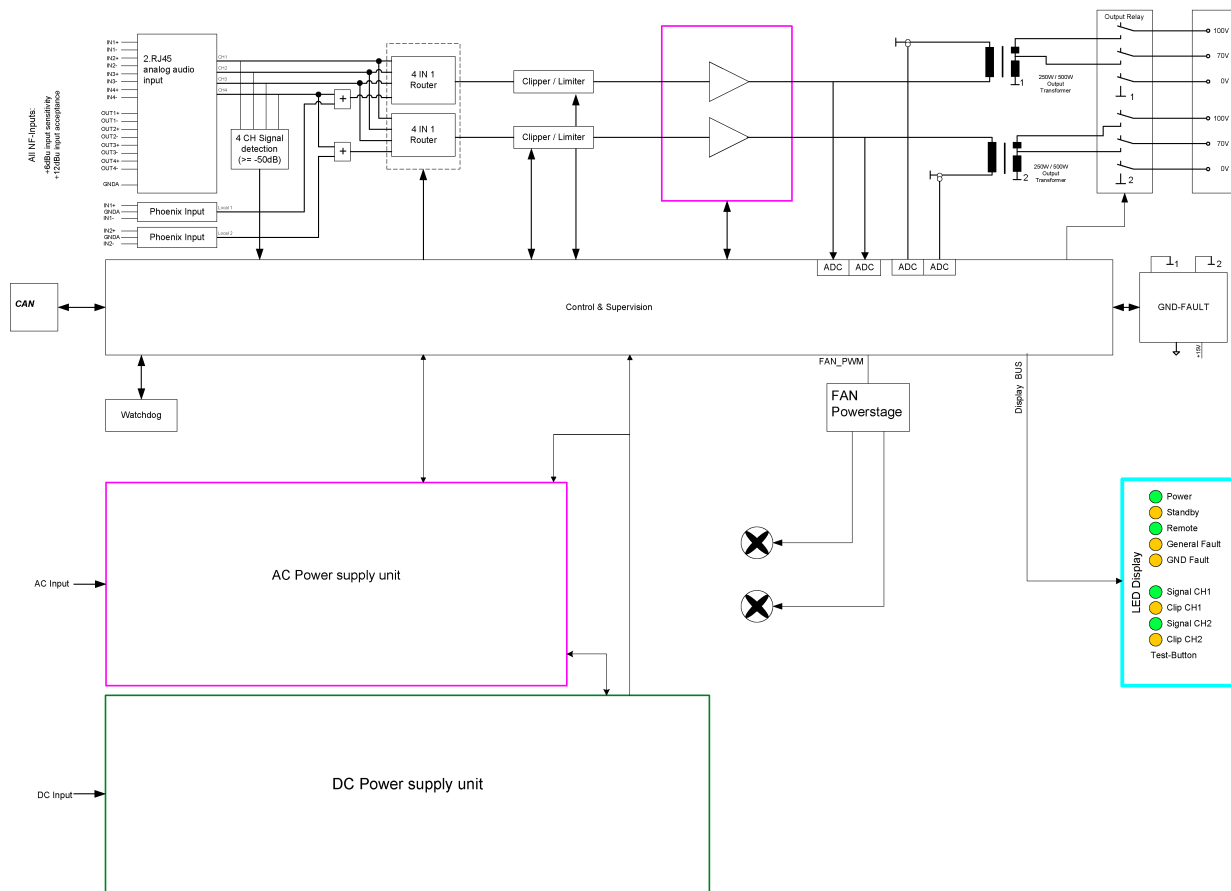 All NF-Inputs:
+6dBu input sensitivity
+12dBu input acceptance
IN1+
IN1-
IN2+
IN2-
IN3+
IN3-
IN4+
IN4-
OUT1+
OUT1-
OUT2+
OUT2-
OUT3+
OUT3-
OUT4+
OUT4-
GNDA
2.RJ45
analog audio
input
CH1
CH2
CH3
CH4
4 CH Signal
detection
(>= -50dB)
IN1+
GNDA
IN1-
Phoenix Input
Local 1
IN2+
GNDA
IN2-
Phoenix Input
Local 2
+
+
4 IN 1
Router
4 IN 1
Router
Clipper / Limiter
Clipper / Limiter
1
250W / 500W
Output
Transformer
2
250W / 500W
Output
Transformer
Output Relay
1
2
100V
70V
0V
100V
70V
0V
CAN
Control & Supervision
ADC
ADC
ADC
ADC
1
2
GND-FAULT
+15V
Watchdog
FAN_PWM
FAN
Powerstage
Display BUS
AC Input
AC Power supply unit
DC Input
DC Power supply unit
LED Display
Power
Standby
Remote
General Fault
GND Fault
Signal CH1
Clip CH1
Signal CH2
Clip CH2
Test-Button